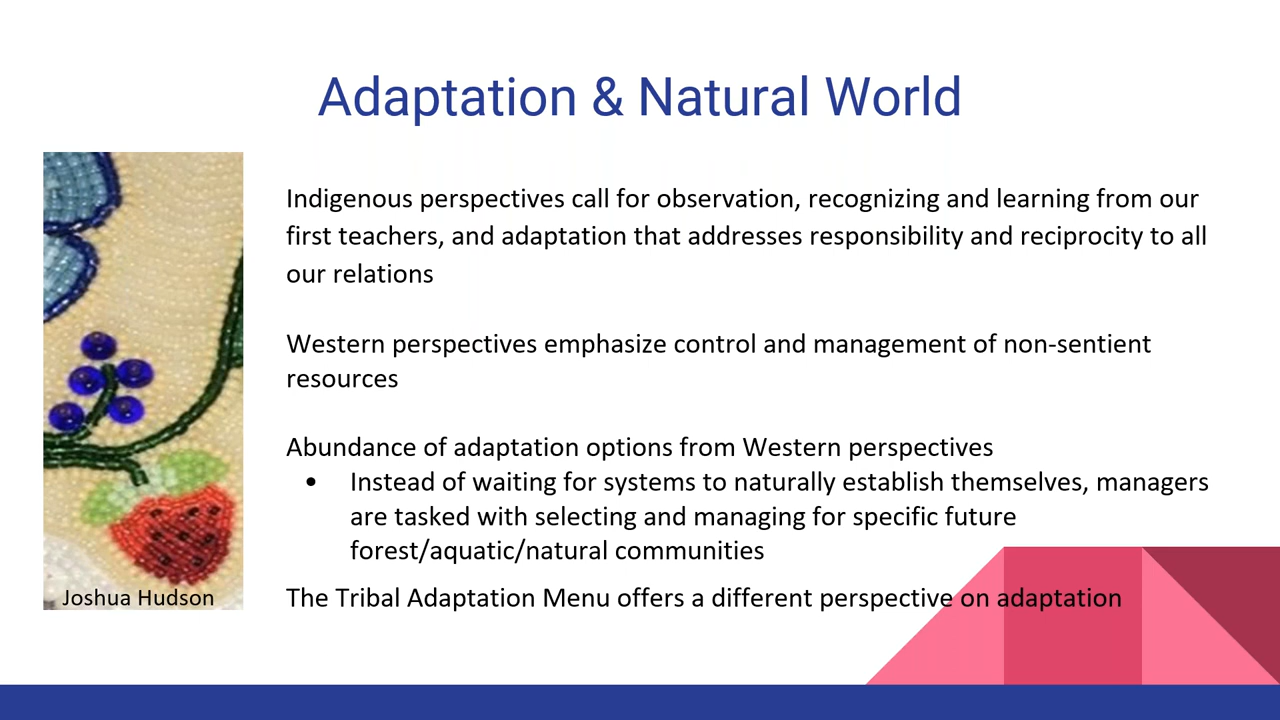 Adaptation & Natural World
Indigenous perspectives call for observation, recognizing and learning from our
first teachers, and adaptation that addresses responsibility and reciprocity to all
our relations
Western perspectives emphasize control and management of non-sentient
resources
Abundance of adaptation options from Western perspectives
• Instead of waiting for systems to naturally establish themselves, managers
are tasked with selecting and managing for specific future
forest/aquatic/natural communities
Joshua Hudson
The Tribal Adaptation Menu offers a different perspective on adaptation